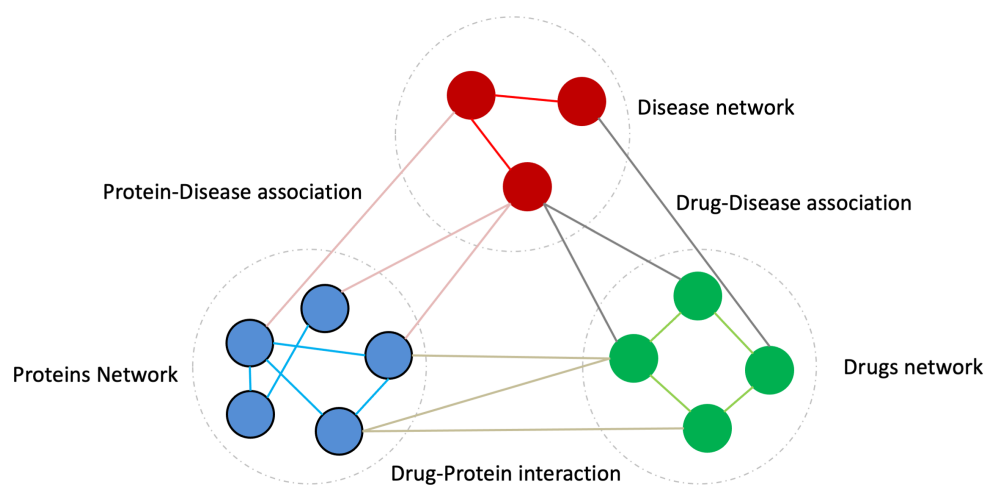 Disease network
Protein-Disease association
Drug-Disease association
Proteins Network
Drugs network
Drug-Protein interaction